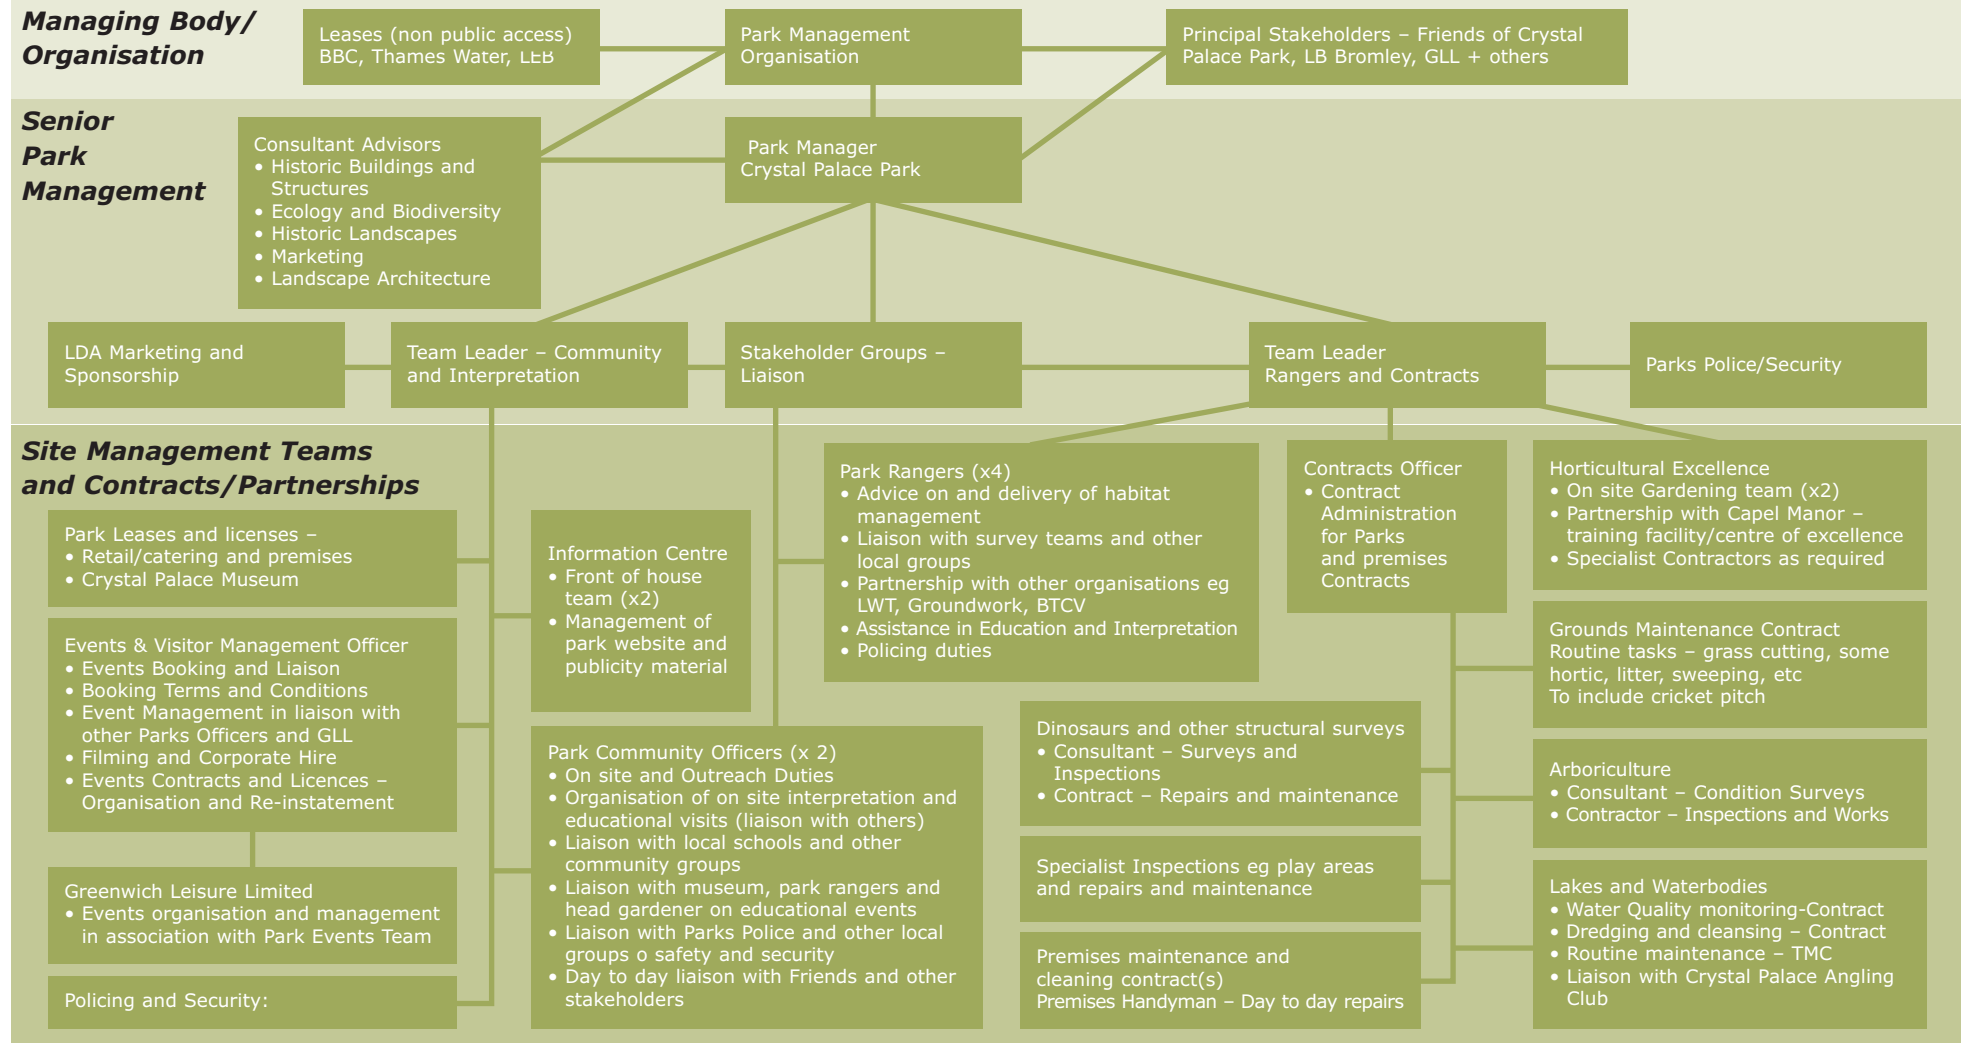 Managing Body/
Organisation
Leases (non public access)
BBC, Thames Water, LEB
Park Management
Organisation
Principal Stakeholders – Friends of Crystal
Palace Park, LB Bromley, GLL + others
Senior
Park
Management
Consultant Advisors
• Historic Buildings and
Structures
• Ecology and Biodiversity
• Historic Landscapes
• Marketing
• Landscape Architecture
Park Manager
Crystal Palace Park
LDA Marketing and
Sponsorship
Team Leader – Community
and Interpretation
Stakeholder Groups –
Liaison
Team Leader
Rangers and Contracts
Parks Police/Security
Site Management Teams
and Contracts/Partnerships
Park Leases and licenses –
• Retail/catering and premises
• Crystal Palace Museum
Events & Visitor Management Officer
• Events Booking and Liaison
• Booking Terms and Conditions
• Event Management in liaison with
other Parks Officers and GLL
• Filming and Corporate Hire
• Events Contracts and Licences –
Organisation and Re-instatement
Greenwich Leisure Limited
• Events organisation and management
in association with Park Events Team
Policing and Security:
Information Centre
• Front of house
team (x2)
• Management of
park website and
publicity material
Park Community Officers (x 2)
• On site and Outreach Duties
• Organisation of on site interpretation and
educational visits (liaison with others)
• Liaison with local schools and other
community groups
• Liaison with museum, park rangers and
head gardener on educational events
• Liaison with Parks Police and other local
groups o safety and security
• Day to day liaison with Friends and other
stakeholders
Park Rangers (x4)
• Advice on and delivery of habitat
management
• Liaison with survey teams and other
local groups
• Partnership with other organisations eg
LWT, Groundwork, BTCV
• Assistance in Education and Interpretation
• Policing duties
Contracts Officer
• Contract
Administration
for Parks
and premises
Contracts
Dinosaurs and other structural surveys
• Consultant – Surveys and
Inspections
• Contract – Repairs and maintenance
Specialist Inspections eg play areas
and repairs and maintenance
Premises maintenance and
cleaning contract(s)
Premises Handyman – Day to day repairs
Horticultural Excellence
• On site Gardening team (x2)
• Partnership with Capel Manor –
training facility/centre of excellence
• Specialist Contractors as required
Grounds Maintenance Contract
Routine tasks – grass cutting, some
hortic, litter, sweeping, etc
To include cricket pitch
Arboriculture
• Consultant – Condition Surveys
• Contractor – Inspections and Works
Lakes and Waterbodies
• Water Quality monitoring-Contract
• Dredging and cleansing – Contract
• Routine maintenance – TMC
• Liaison with Crystal Palace Angling
Club